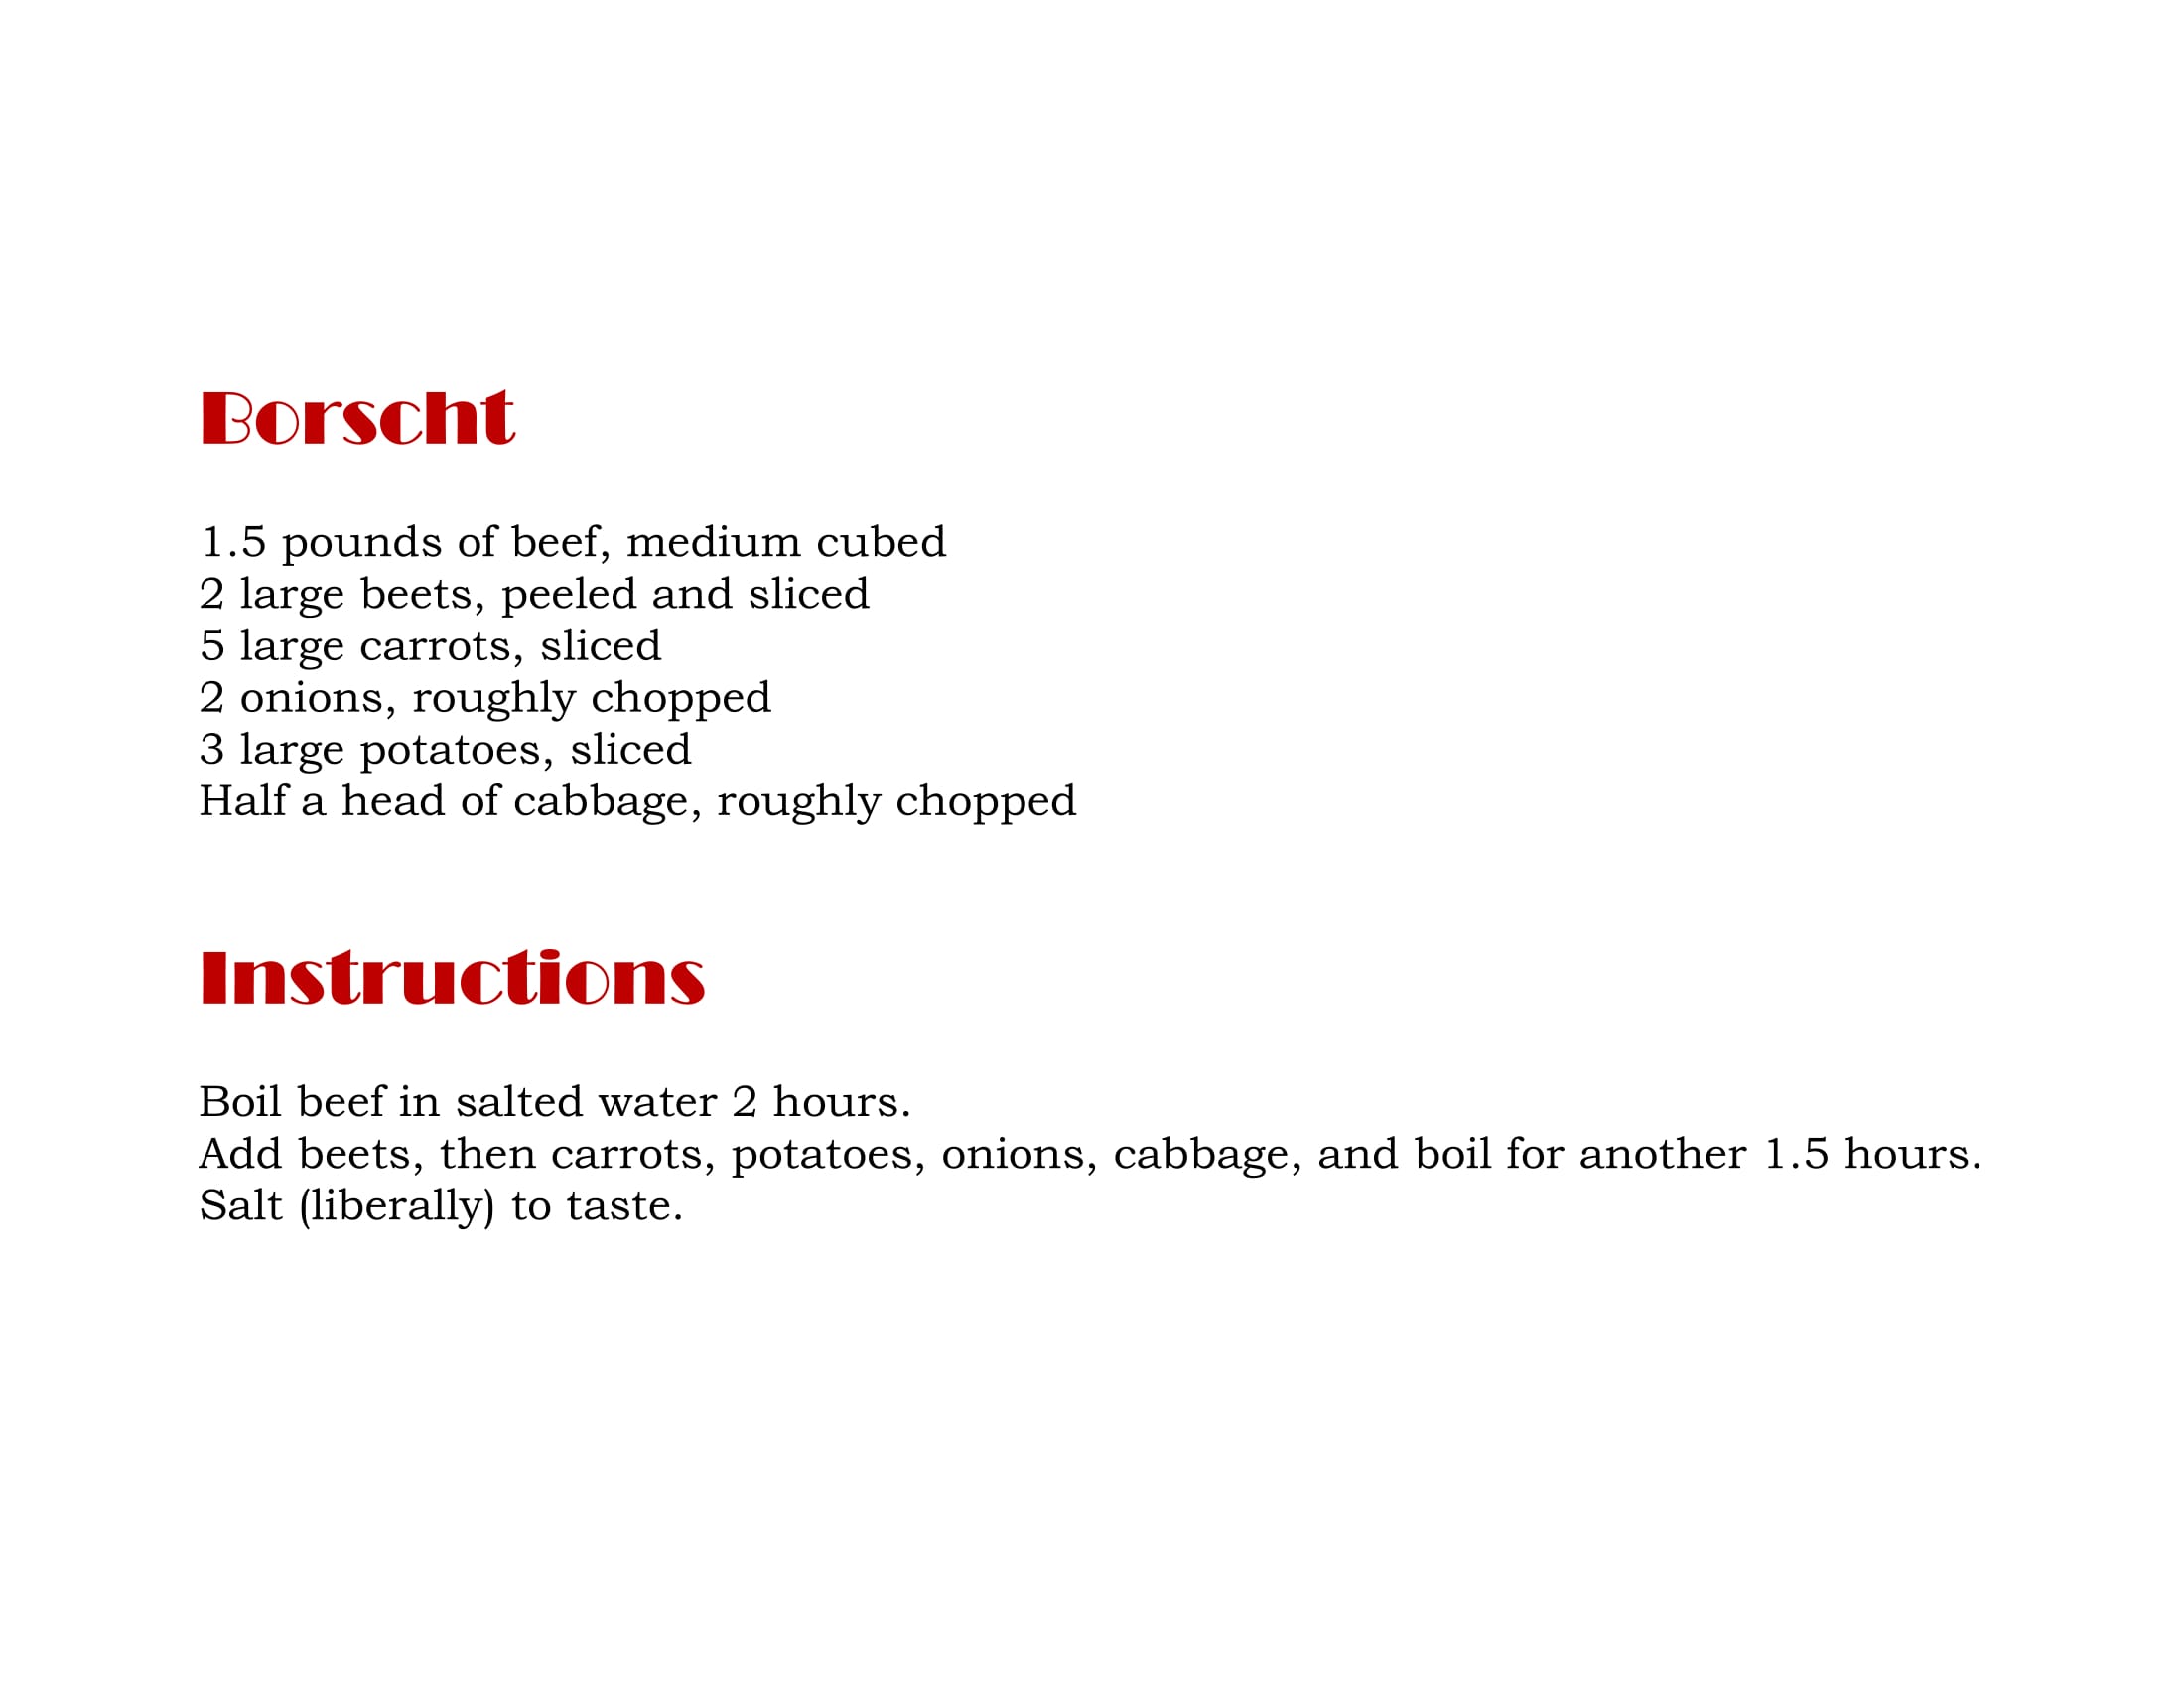 Borscht
1.5 pounds of beef, medium cubed
2 large beets, peeled and sliced
5 large carrots, sliced
2 onions, roughly chopped
3 large potatoes, sliced
Half a head of cabbage, roughly chopped
Instructions
Boil beef in salted water 2 hours.
Add beets, then carrots, potatoes, onions, cabbage, and boil for another 1.5 hours.
Salt (liberally) to taste.